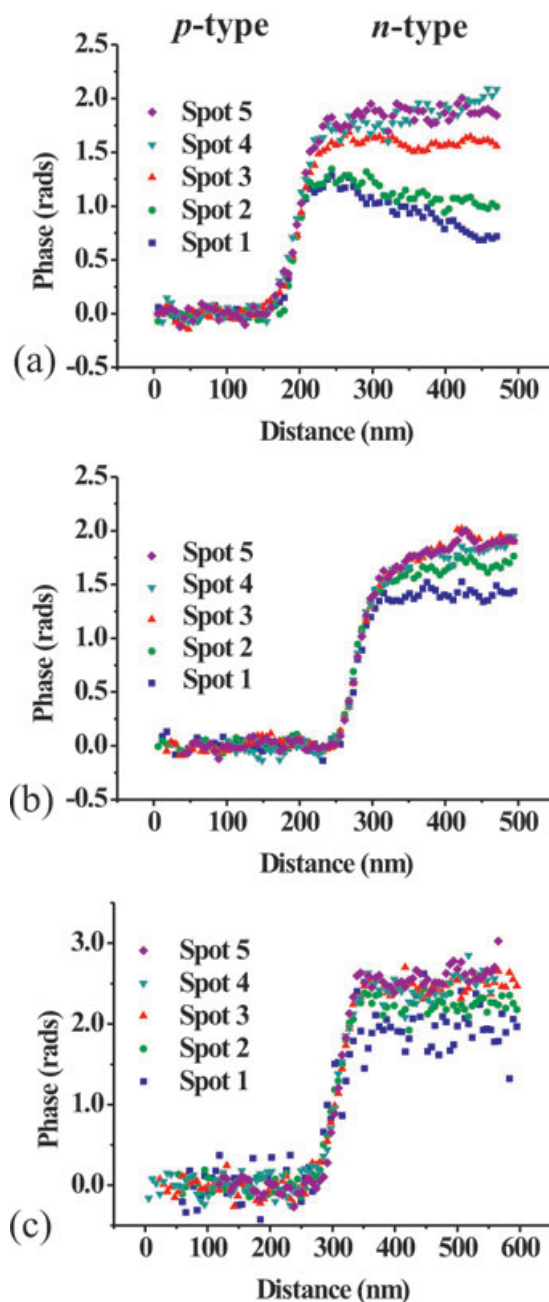 p-type n-type
2.5
2.0
1.5
1.0
0.5
0.0
-0.5
Phase (rads)
Spot 5
Spot 4
Spot 3
Spot 2
Spot 1
(a)
0 100 200 300 400 500
Distance (nm)
2.5
2.0
1.5
1.0
0.5
0.0
-0.5
Phase (rads)
Spot 5
Spot 4
Spot 3
Spot 2
Spot 1
(b)
0 100 200 300 400 500
Distance (nm)
3.0
2.0
1.0
0.0
Phase (rads)
Spot 5
Spot 4
Spot 3
Spot 2
Spot 1
(c)
0 100 200 300 400 500 600
Distance (nm)